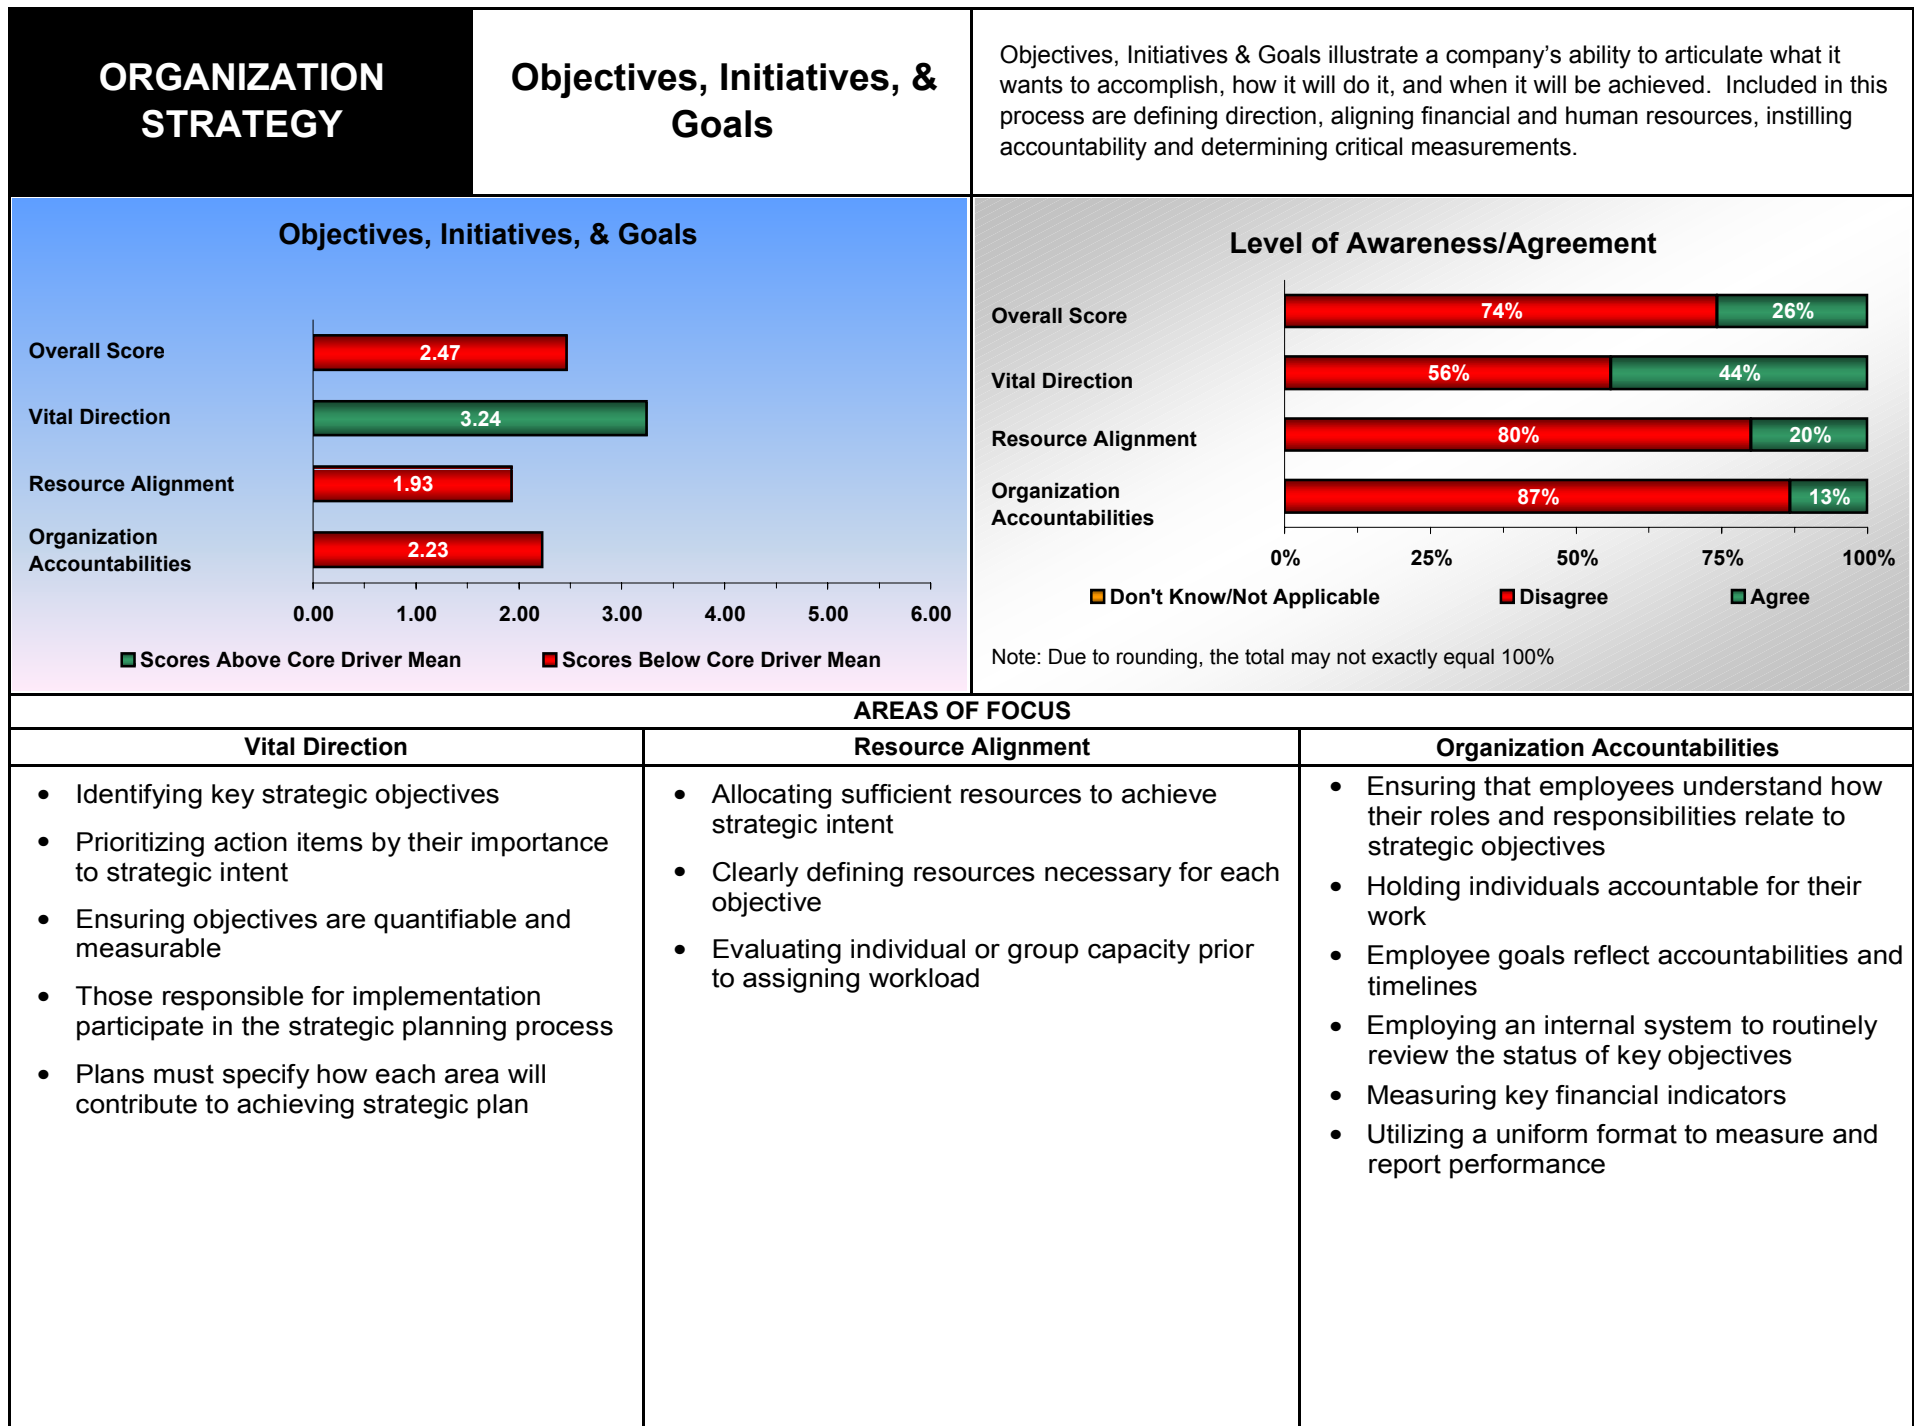 ORGANIZATION
STRATEGY
Objectives, Initiatives, &
Goals
Objectives, Initiatives & Goals illustrate a company’s ability to articulate what it
wants to accomplish, how it will do it, and when it will be achieved.  Included in this
process are defining direction, aligning financial and human resources, instilling
accountability and determining critical measurements.
Objectives, Initiatives, & Goals
Overall Score
2.47
Vital Direction
3.24
Resource Alignment
1.93
Organization
Accountabilities
2.23
0.00 1.00 2.00 3.00 4.00 5.00 6.00
Scores Above Core Driver Mean
Scores Below Core Driver Mean
Level of Awareness/Agreement
Overall Score
74% 26%
Vital Direction
56% 44%
Resource Alignment
80% 20%
Organization
Accountabilities
87% 13%
0% 25% 50% 75% 100%
Don't Know/Not Applicable
Disagree
Agree
Note: Due to rounding, the total may not exactly equal 100%
AREAS OF FOCUS
Vital Direction
• Identifying key strategic objectives
• Prioritizing action items by their importance
to strategic intent
• Ensuring objectives are quantifiable and
measurable
• Those responsible for implementation
participate in the strategic planning process
• Plans must specify how each area will
contribute to achieving strategic plan
Resource Alignment
• Allocating sufficient resources to achieve
strategic intent
• Clearly defining resources necessary for each
objective
• Evaluating individual or group capacity prior
to assigning workload
Organization Accountabilities
• Ensuring that employees understand how
their roles and responsibilities relate to
strategic objectives
• Holding individuals accountable for their
work
• Employee goals reflect accountabilities and
timelines
• Employing an internal system to routinely
review the status of key objectives
• Measuring key financial indicators
• Utilizing a uniform format to measure and
report performance